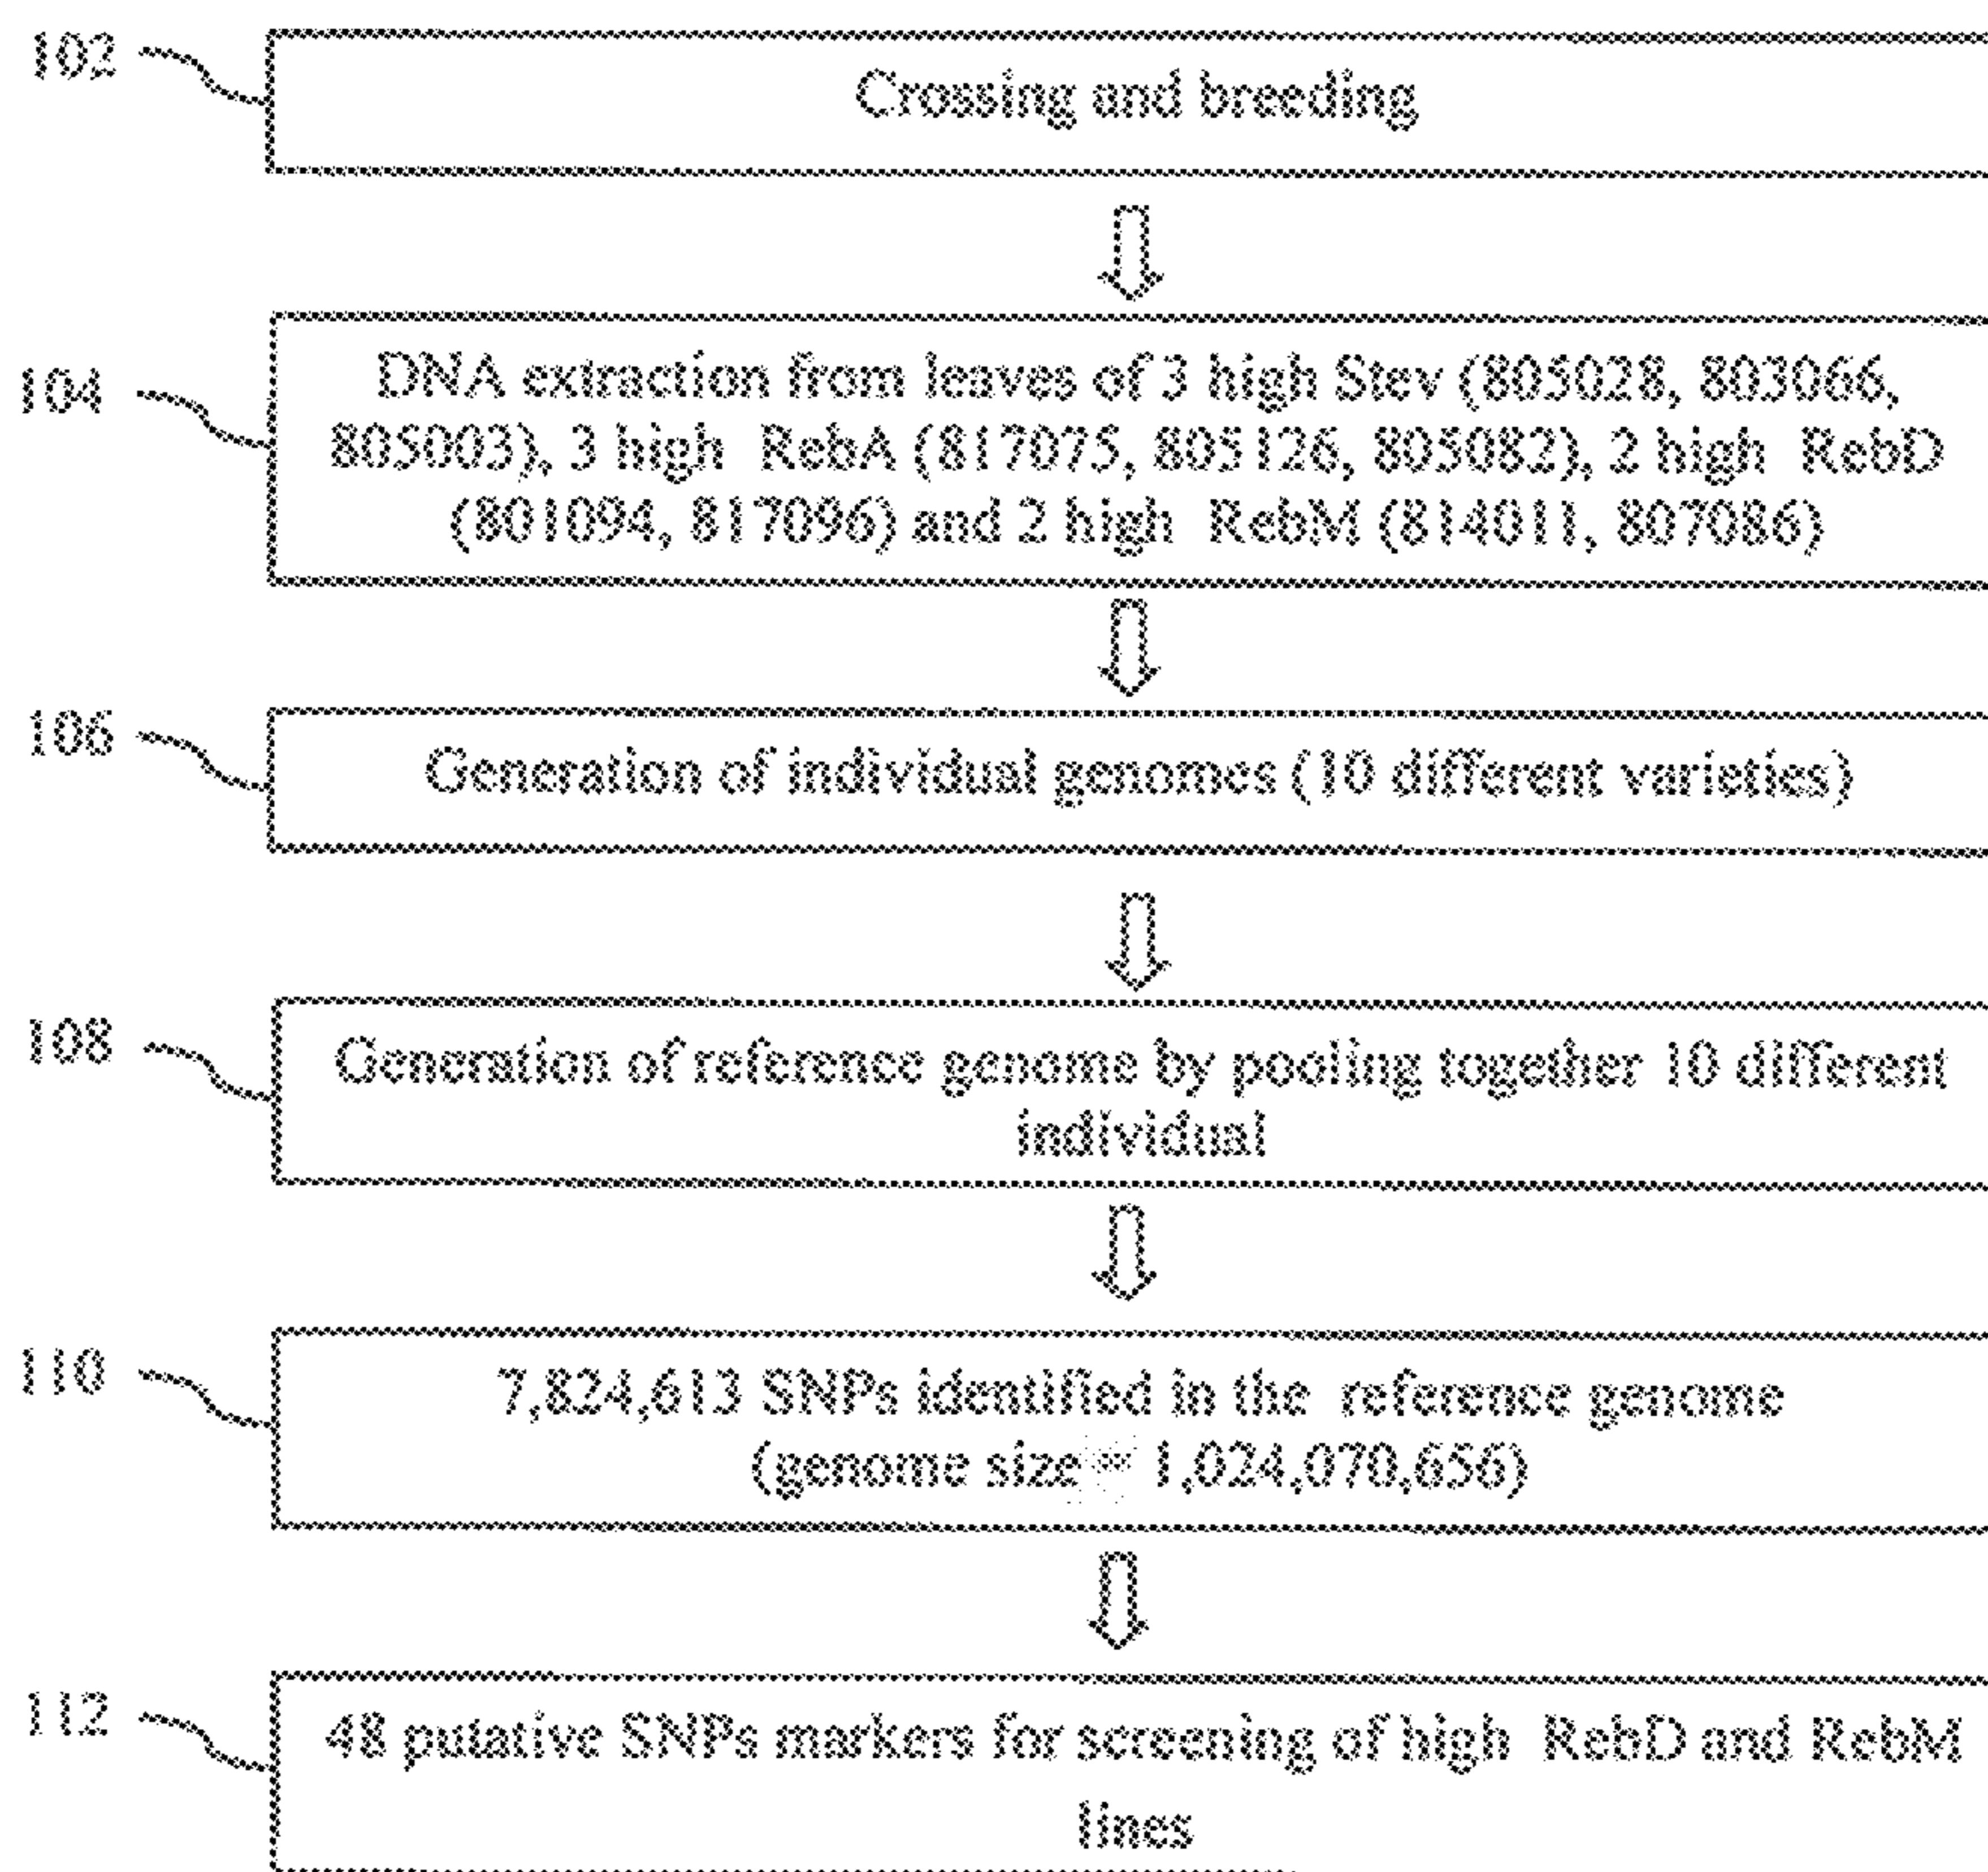 102
Crossing and breeding
104
DNA extraction from leaves of 3 high Stev (805028, 803066,
805003), 3 high RebA (817075, 805126, 805082), 2 high RebD
(801094, 817096) and 2 high RebM (814011, 807086)
106
Generation of individual genomes (10 different varieties)
108
Generation of reference genome by pooling together 10 different
individual
110
7,824,613 SNPs identified in the reference genome
(genome size = 1,024,070,656)
112
48 putative SNPs markers for screening of high RebD and RebM
lines